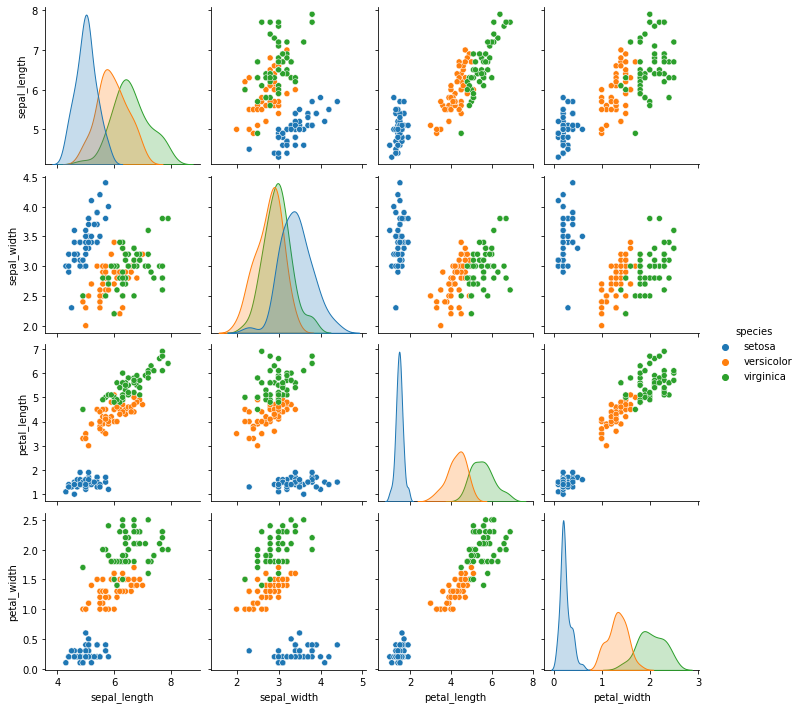 8
7
6
5
sepal_length
4.5
4.0
3.5
3.0
2.5
2.0
sepal_width
7
6
5
4
3
2
1
petal_length
2.5
2.0
1.5
1.0
0.5
0.0
petal_width
4 6 8
sepal_length
2 3 4 5
sepal_width
2 4 6 8
petal_length
0 1 2 3
petal_width
species
setosa
versicolor
virginica